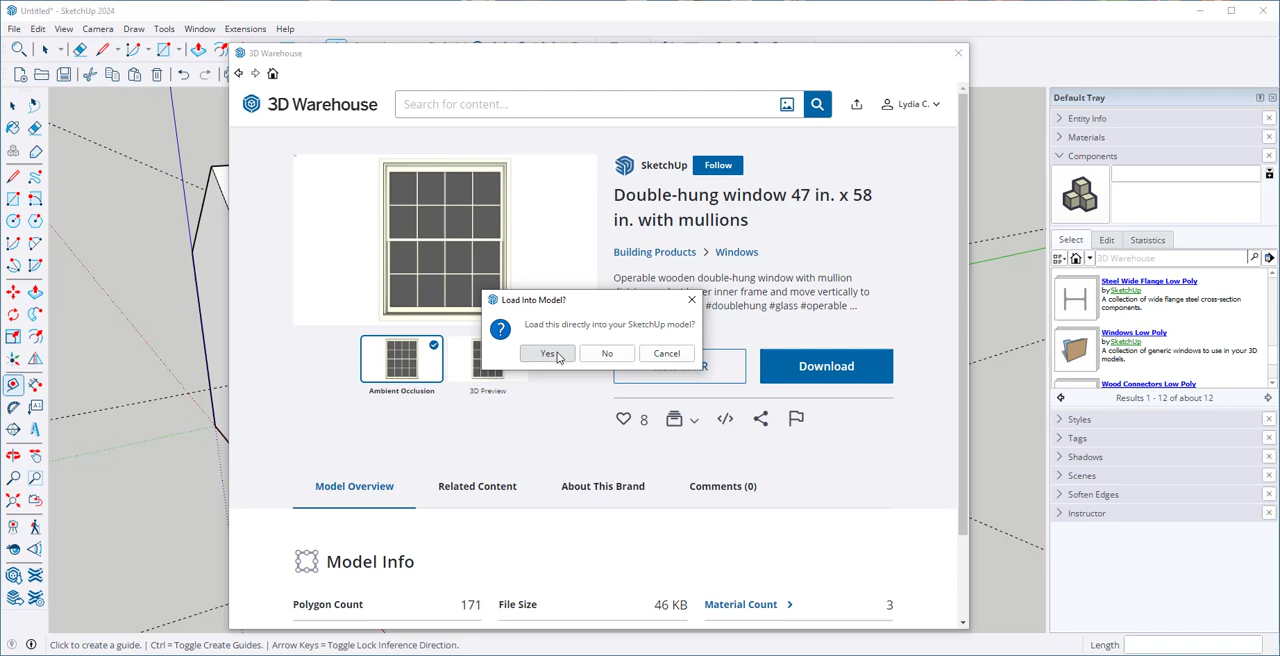 Untitled* - SketchUp 2024
File Edit View Camera Draw Tools Window Extensions Help
3D Warehouse
3D Warehouse
Search for content...
Lydia C.
SketchUp
Follow
Double-hung window 47 in. x 58
in. with mullions
Building Products > Windows
Operable wooden double-hung window with mullion
er inner frame and move vertically to
#doublehung #glass #operable ...
Load Into Model?
Load this directly into your SketchUp model?
Yes
No
Cancel
Download
Ambient Occlusion
3D Preview
8
Model Overview
Related Content
About This Brand
Comments (0)
Model Info
Polygon Count 171
File Size 46 KB
Material Count > 3
Default Tray
Entity Info
Materials
Components
Select
Edit
Statistics
3D Warehouse
Steel Wide Flange Low Poly
by SketchUp
A collection of wide flange steel cross-section
components.
Windows Low Poly
by SketchUp
A collection of generic windows to use in your 3D
models.
Wood Connectors Low Poly
Results 1 - 12 of about 12
Styles
Tags
Shadows
Scenes
Soften Edges
Instructor
Click to create a guide. | Ctrl = Toggle Create Guides. | Arrow Keys = Toggle Lock Inference Direction.
Length